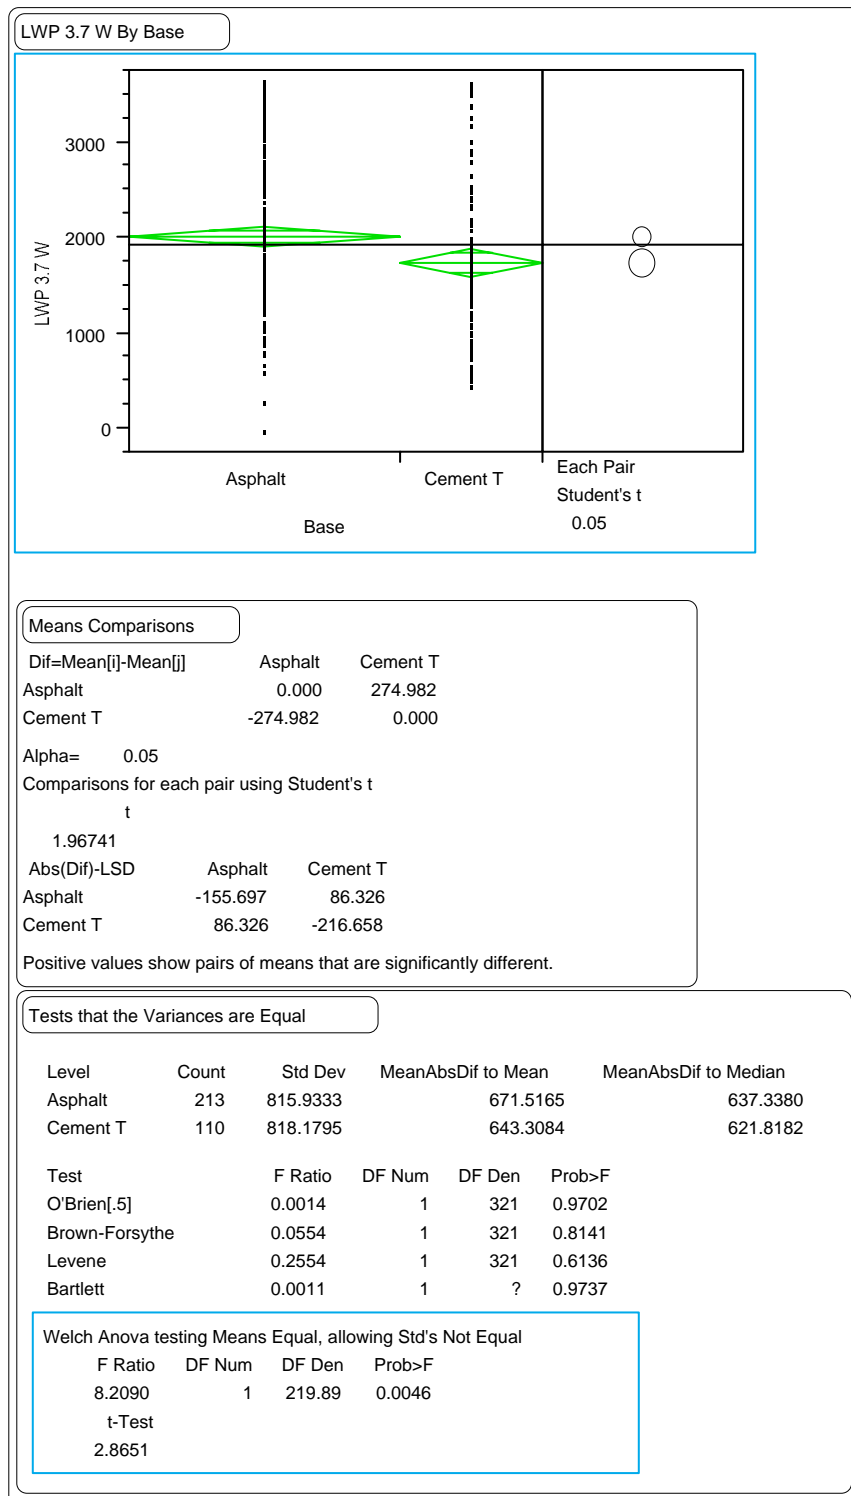 LWP 3.7 W By Base
LWP 3.7 W
3000
2000
1000
0
Asphalt Cement T
Base
Each Pair
Student's t
0.05
Means Comparisons
Dif=Mean[i]-Mean[j] Asphalt Cement T
Asphalt 0.000 274.982
Cement T -274.982 0.000
Alpha= 0.05
Comparisons for each pair using Student's t
t
1.96741
Abs(Dif)-LSD Asphalt Cement T
Asphalt -155.697 86.326
Cement T 86.326 -216.658
Positive values show pairs of means that are significantly different.
Tests that the Variances are Equal
Level Count Std Dev MeanAbsDif to Mean MeanAbsDif to Median
Asphalt 213 815.9333 671.5165 637.3380
Cement T 110 818.1795 643.3084 621.8182
Test F Ratio DF Num DF Den Prob>F
O'Brien[.5] 0.0014 1 321 0.9702
Brown-Forsythe 0.0554 1 321 0.8141
Levene 0.2554 1 321 0.6136
Bartlett 0.0011 1 ? 0.9737
Welch Anova testing Means Equal, allowing Std's Not Equal
F Ratio DF Num DF Den Prob>F
8.2090 1 219.89 0.0046
t-Test
2.8651